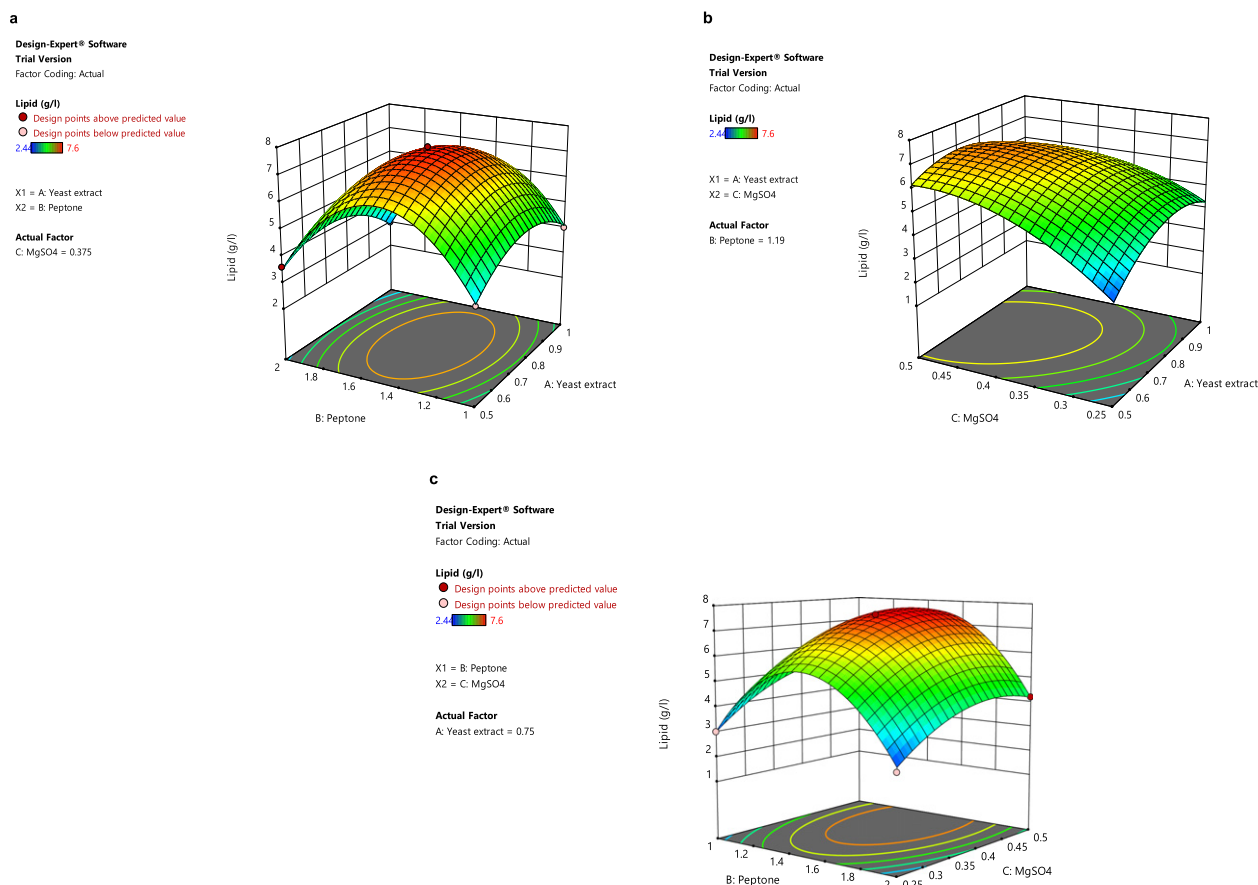 a
Design-Expert® Software
Trial Version
Factor Coding: Actual
Lipid (g/l)
Design points above predicted value
Design points below predicted value
2.44 7.6
X1 = A: Yeast extract
X2 = B: Peptone
Actual Factor
C: MgSO4 = 0.375
8
7
6
5
4
3
2
Lipid (g/l)
2
1.8
1.6
1.4
1.2
1
B: Peptone
0.5
0.6
0.7
0.8
0.9
1
A: Yeast extract
b
Design-Expert® Software
Trial Version
Factor Coding: Actual
Lipid (g/l)
2.44 7.6
X1 = A: Yeast extract
X2 = C: MgSO4
Actual Factor
B: Peptone = 1.19
8
7
6
5
4
3
2
1
Lipid (g/l)
0.5
0.45
0.4
0.35
0.3
0.25
C: MgSO4
0.5
0.6
0.7
0.8
0.9
1
A: Yeast extract
c
Design-Expert® Software
Trial Version
Factor Coding: Actual
Lipid (g/l)
Design points above predicted value
Design points below predicted value
2.44 7.6
X1 = B: Peptone
X2 = C: MgSO4
Actual Factor
A: Yeast extract = 0.75
8
7
6
5
4
3
2
1
Lipid (g/l)
1
1.2
1.4
1.6
1.8
2
B: Peptone
0.25
0.3
0.35
0.4
0.45
0.5
C: MgSO4